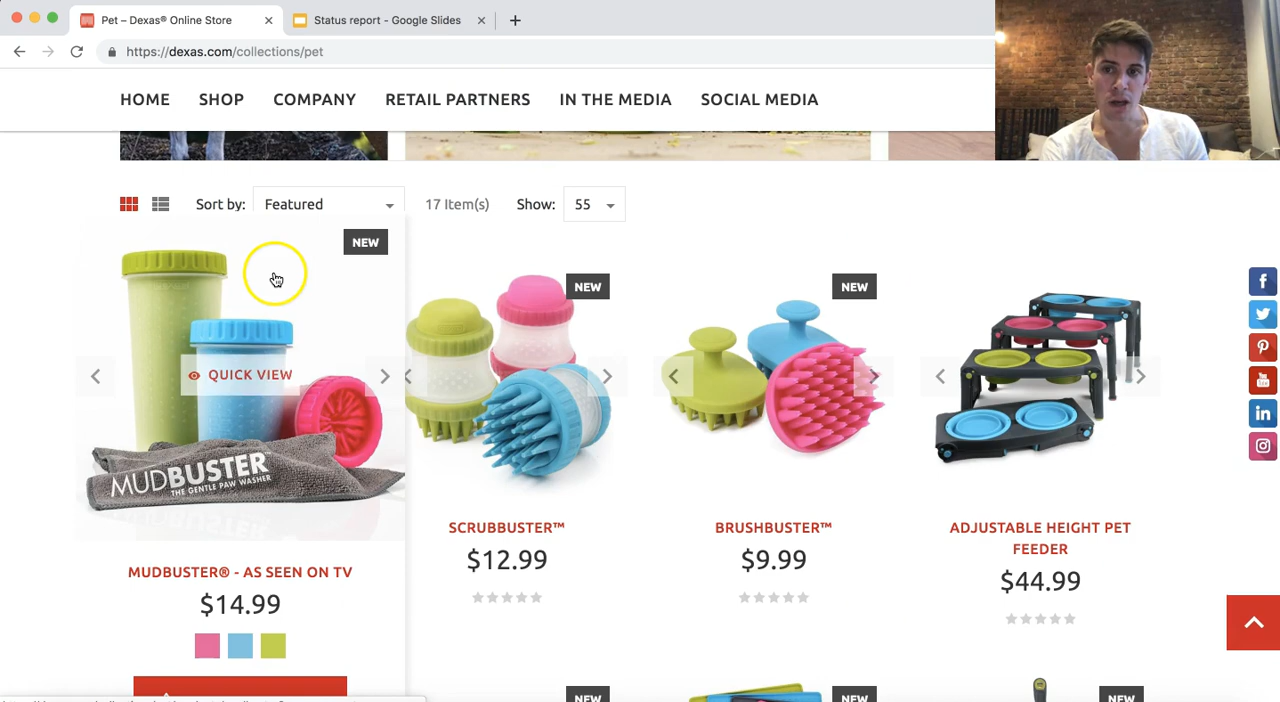 Pet – Dexas® Online Store
Status report - Google Slides
https://dexas.com/collections/pet
HOME SHOP COMPANY RETAIL PARTNERS IN THE MEDIA SOCIAL MEDIA
Sort by: Featured 17 Item(s) Show: 55
NEW
NEW
NEW
QUICK VIEW
MUDBUSTER™
THE GENTLE PAW WASHER
SCRUBBUSTER™
$12.99
BRUSHBUSTER™
$9.99
ADJUSTABLE HEIGHT PET
FEEDER
$44.99
MUDBUSTER® - AS SEEN ON TV
$14.99
NEW
NEW
NEW